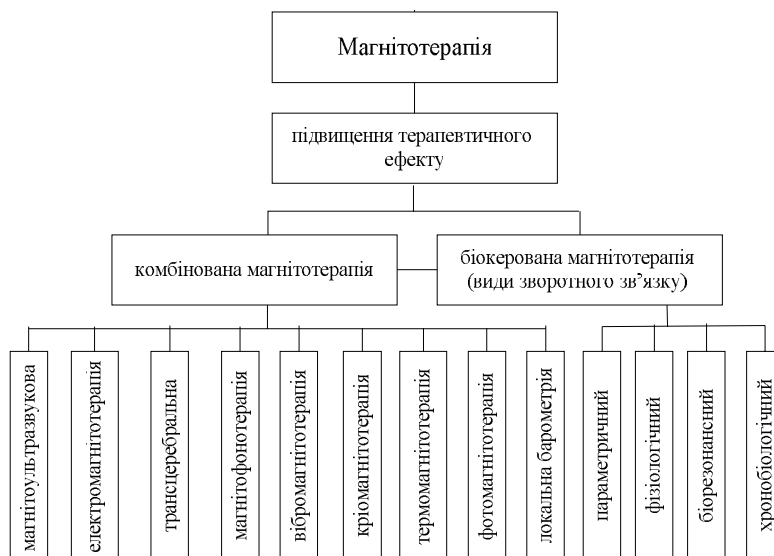 Магнітотерапія
підвищення терапевтичного
ефекту
комбінована магнітотерапія
біокерована магнітотерапія
(види зворотного зв’язку)
магнітоультразвукова
електромагнітотерапія
трансцеребральна
магнітофонотерапія
вібромагнітотерапія
кріомагнітотерапія
термомагнітотерапія
фотомагнітотерапія
локальна барометрія
параметричний
фізіологічний
біорезонансний
хронобіологічний